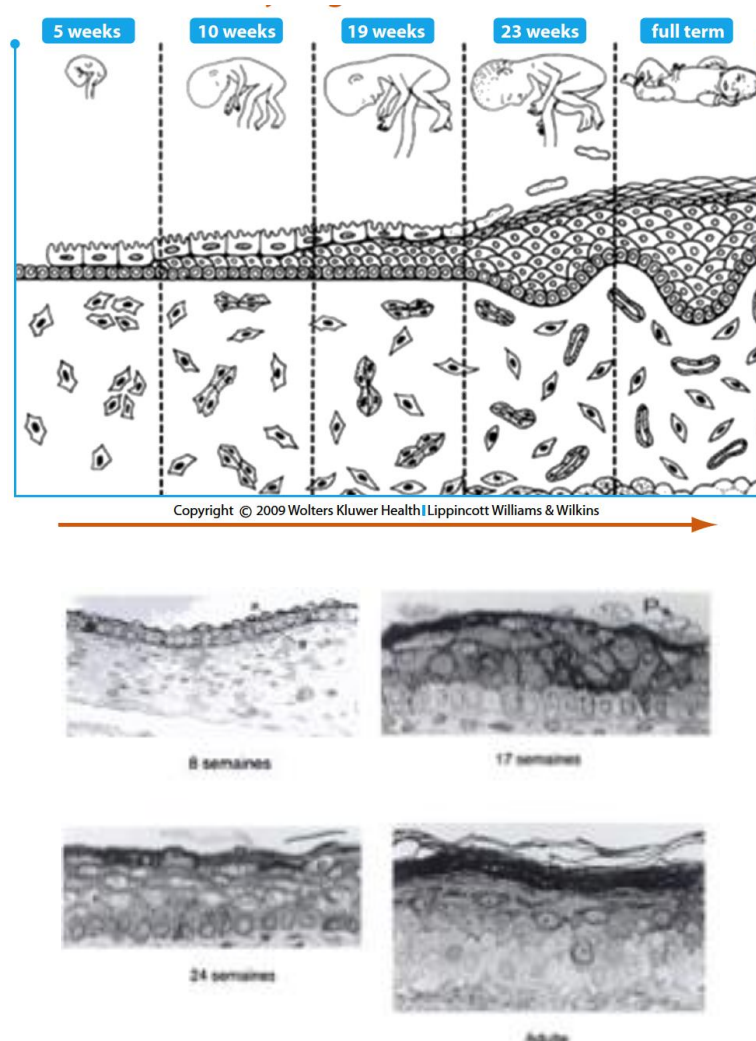 5 weeks
10 weeks
19 weeks
23 weeks
full term
Copyright © 2009 Wolters Kluwer Health | Lippincott Williams & Wilkins
8 semaines
17 semaines
24 semaines